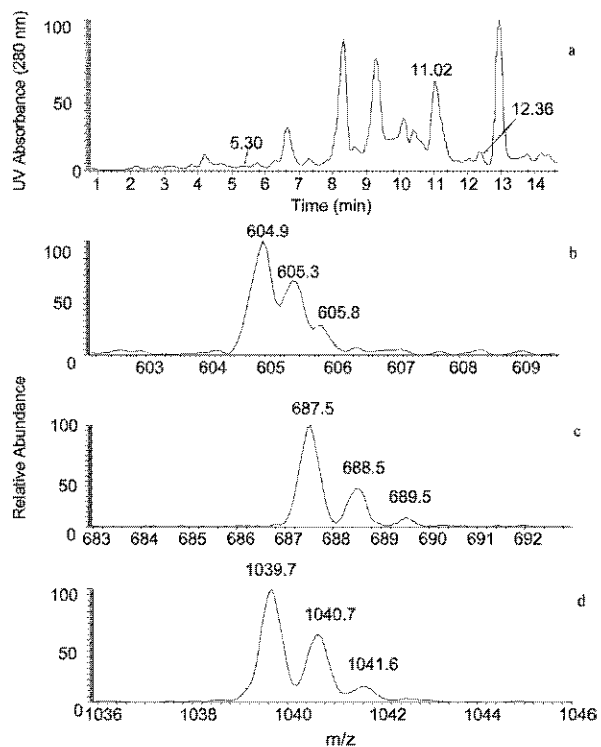 100
a
11.02
50
12.36
5.30
0
UV Absorbance (280 nm)
1 2 3 4 5 6 7 8 9 10 11 12 13 14
Time (min)
604.9
100
b
605.3
50
605.8
0
603 604 605 606 607 608 609
687.5
100
c
688.5
50
689.5
0
683 684 685 686 687 688 689 690 691 692
Relative Abundance
1039.7
100
d
1040.7
50
1041.6
0
1036 1038 1040 1042 1044 1046
m/z